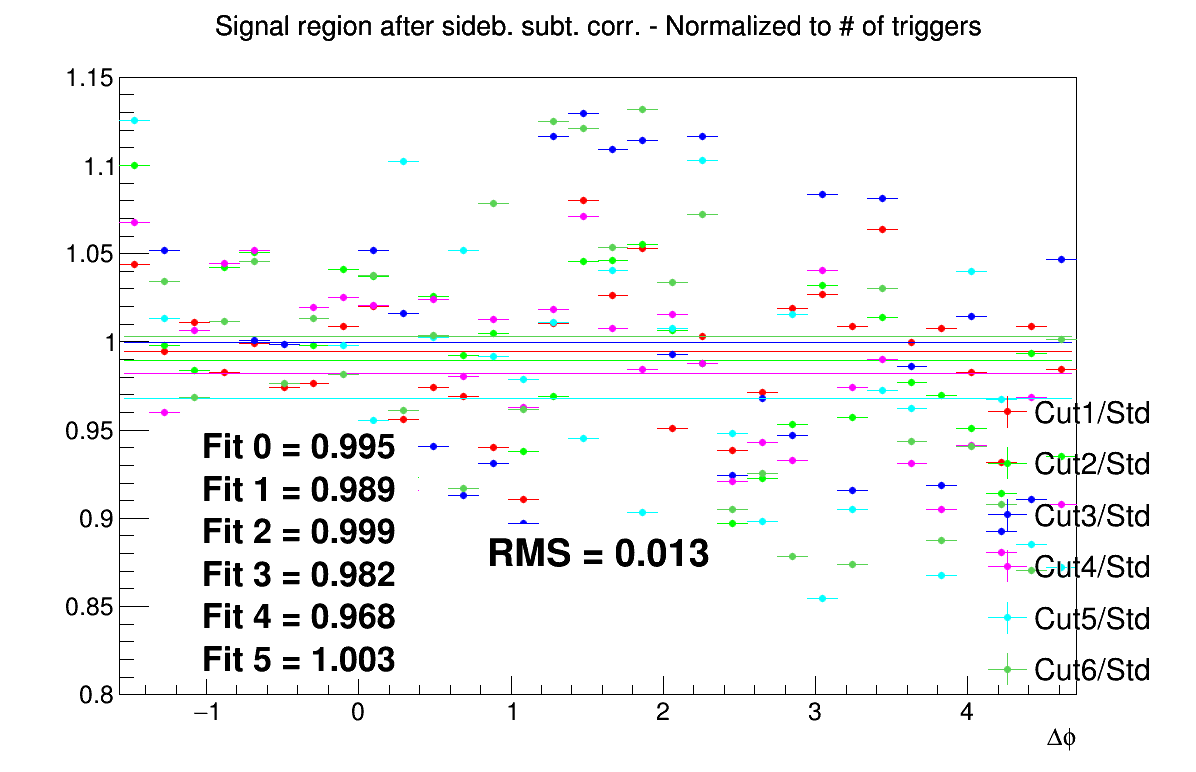 Signal region after sideb. subt. corr. - Normalized to # of triggers
1.15
1.1
1.05
1
0.95
0.9
0.85
0.8
Fit 0 = 0.995
Fit 1 = 0.989
Fit 2 = 0.999
Fit 3 = 0.982
Fit 4 = 0.968
Fit 5 = 1.003
RMS = 0.013
Cut1/Std
Cut2/Std
Cut3/Std
Cut4/Std
Cut5/Std
Cut6/Std
−1 0 1 2 3 4
Δϕ